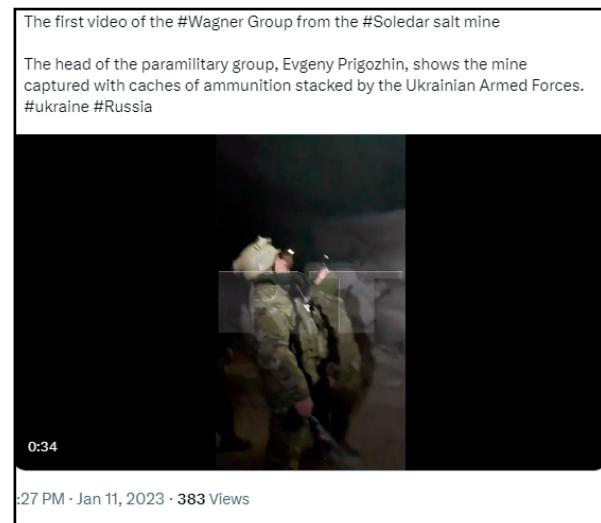 The first video of the #Wagner Group from the #Soledar salt mine
The head of the paramilitary group, Evgeny Prigozhin, shows the mine
captured with caches of ammunition stacked by the Ukrainian Armed Forces.
#ukraine #Russia
0:34
:27 PM · Jan 11, 2023 · 383 Views